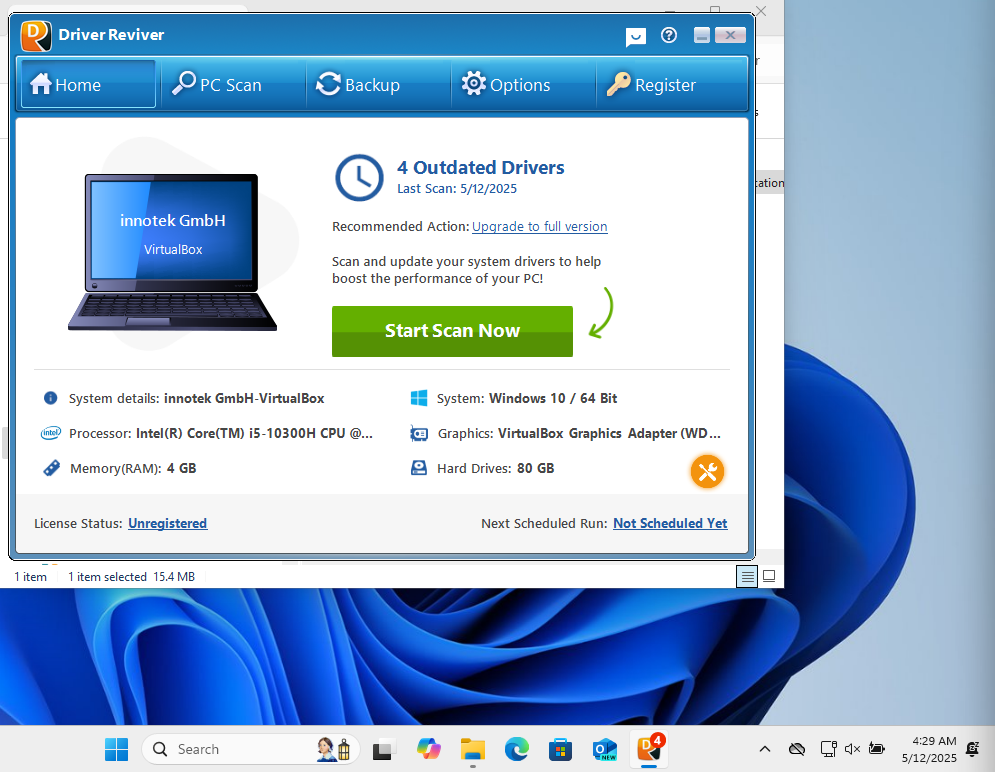 Driver Reviver
Home
PC Scan
Backup
Options
Register
innotek GmbH
VirtualBox
4 Outdated Drivers
Last Scan: 5/12/2025
Recommended Action: Upgrade to full version
Scan and update your system drivers to help
boost the performance of your PC!
Start Scan Now
System details: innotek GmbH-VirtualBox
System: Windows 10 / 64 Bit
intel
Processor: Intel(R) Core(TM) i5-10300H CPU @...
Graphics: VirtualBox Graphics Adapter (WD...
Memory(RAM): 4 GB
Hard Drives: 80 GB
License Status: Unregistered
Next Scheduled Run: Not Scheduled Yet
1 item
1 item selected 15.4 MB
Search
NEW
4
4:29 AM
5/12/2025